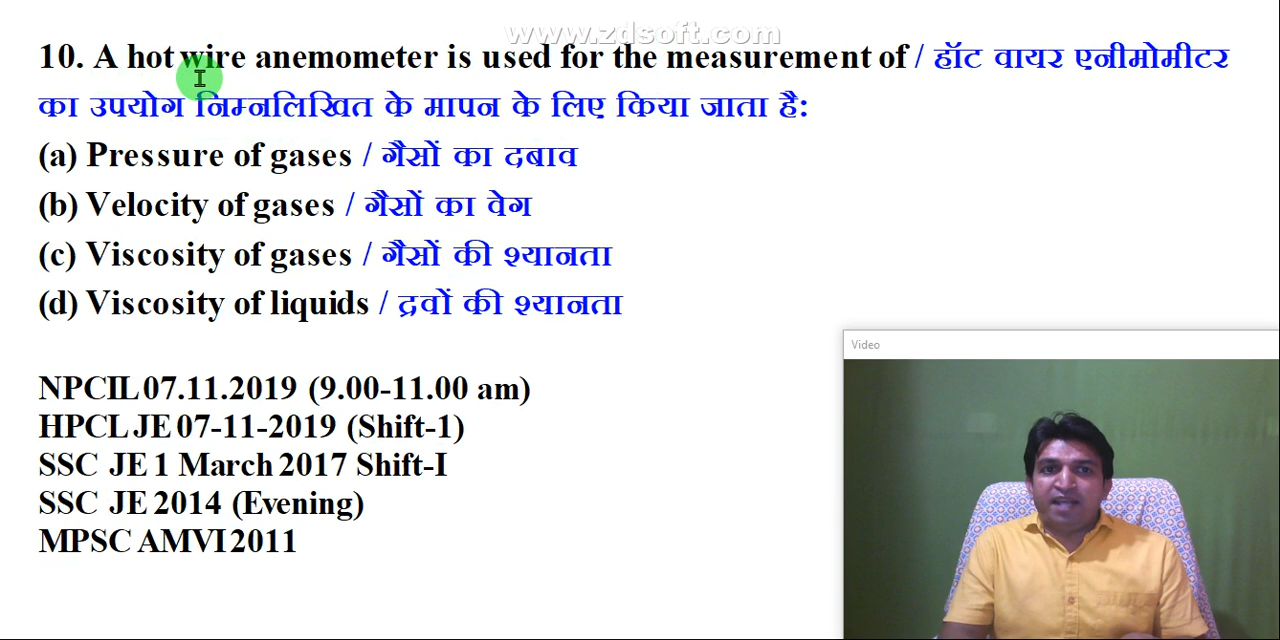 www.zdsoft.com
10. A hot wire anemometer is used for the measurement of / हॉट वायर एनीमोमीटर
का उपयोग निम्नलिखित के मापन के लिए किया जाता है:
(a) Pressure of gases / गैसों का दबाव
(b) Velocity of gases / गैसों का वेग
(c) Viscosity of gases / गैसों की श्यानता
(d) Viscosity of liquids / द्रवों की श्यानता
NPCIL 07.11.2019 (9.00-11.00 am)
HPCL JE 07-11-2019 (Shift-1)
SSC JE 1 March 2017 Shift-I
SSC JE 2014 (Evening)
MPSC AMVI 2011
Video